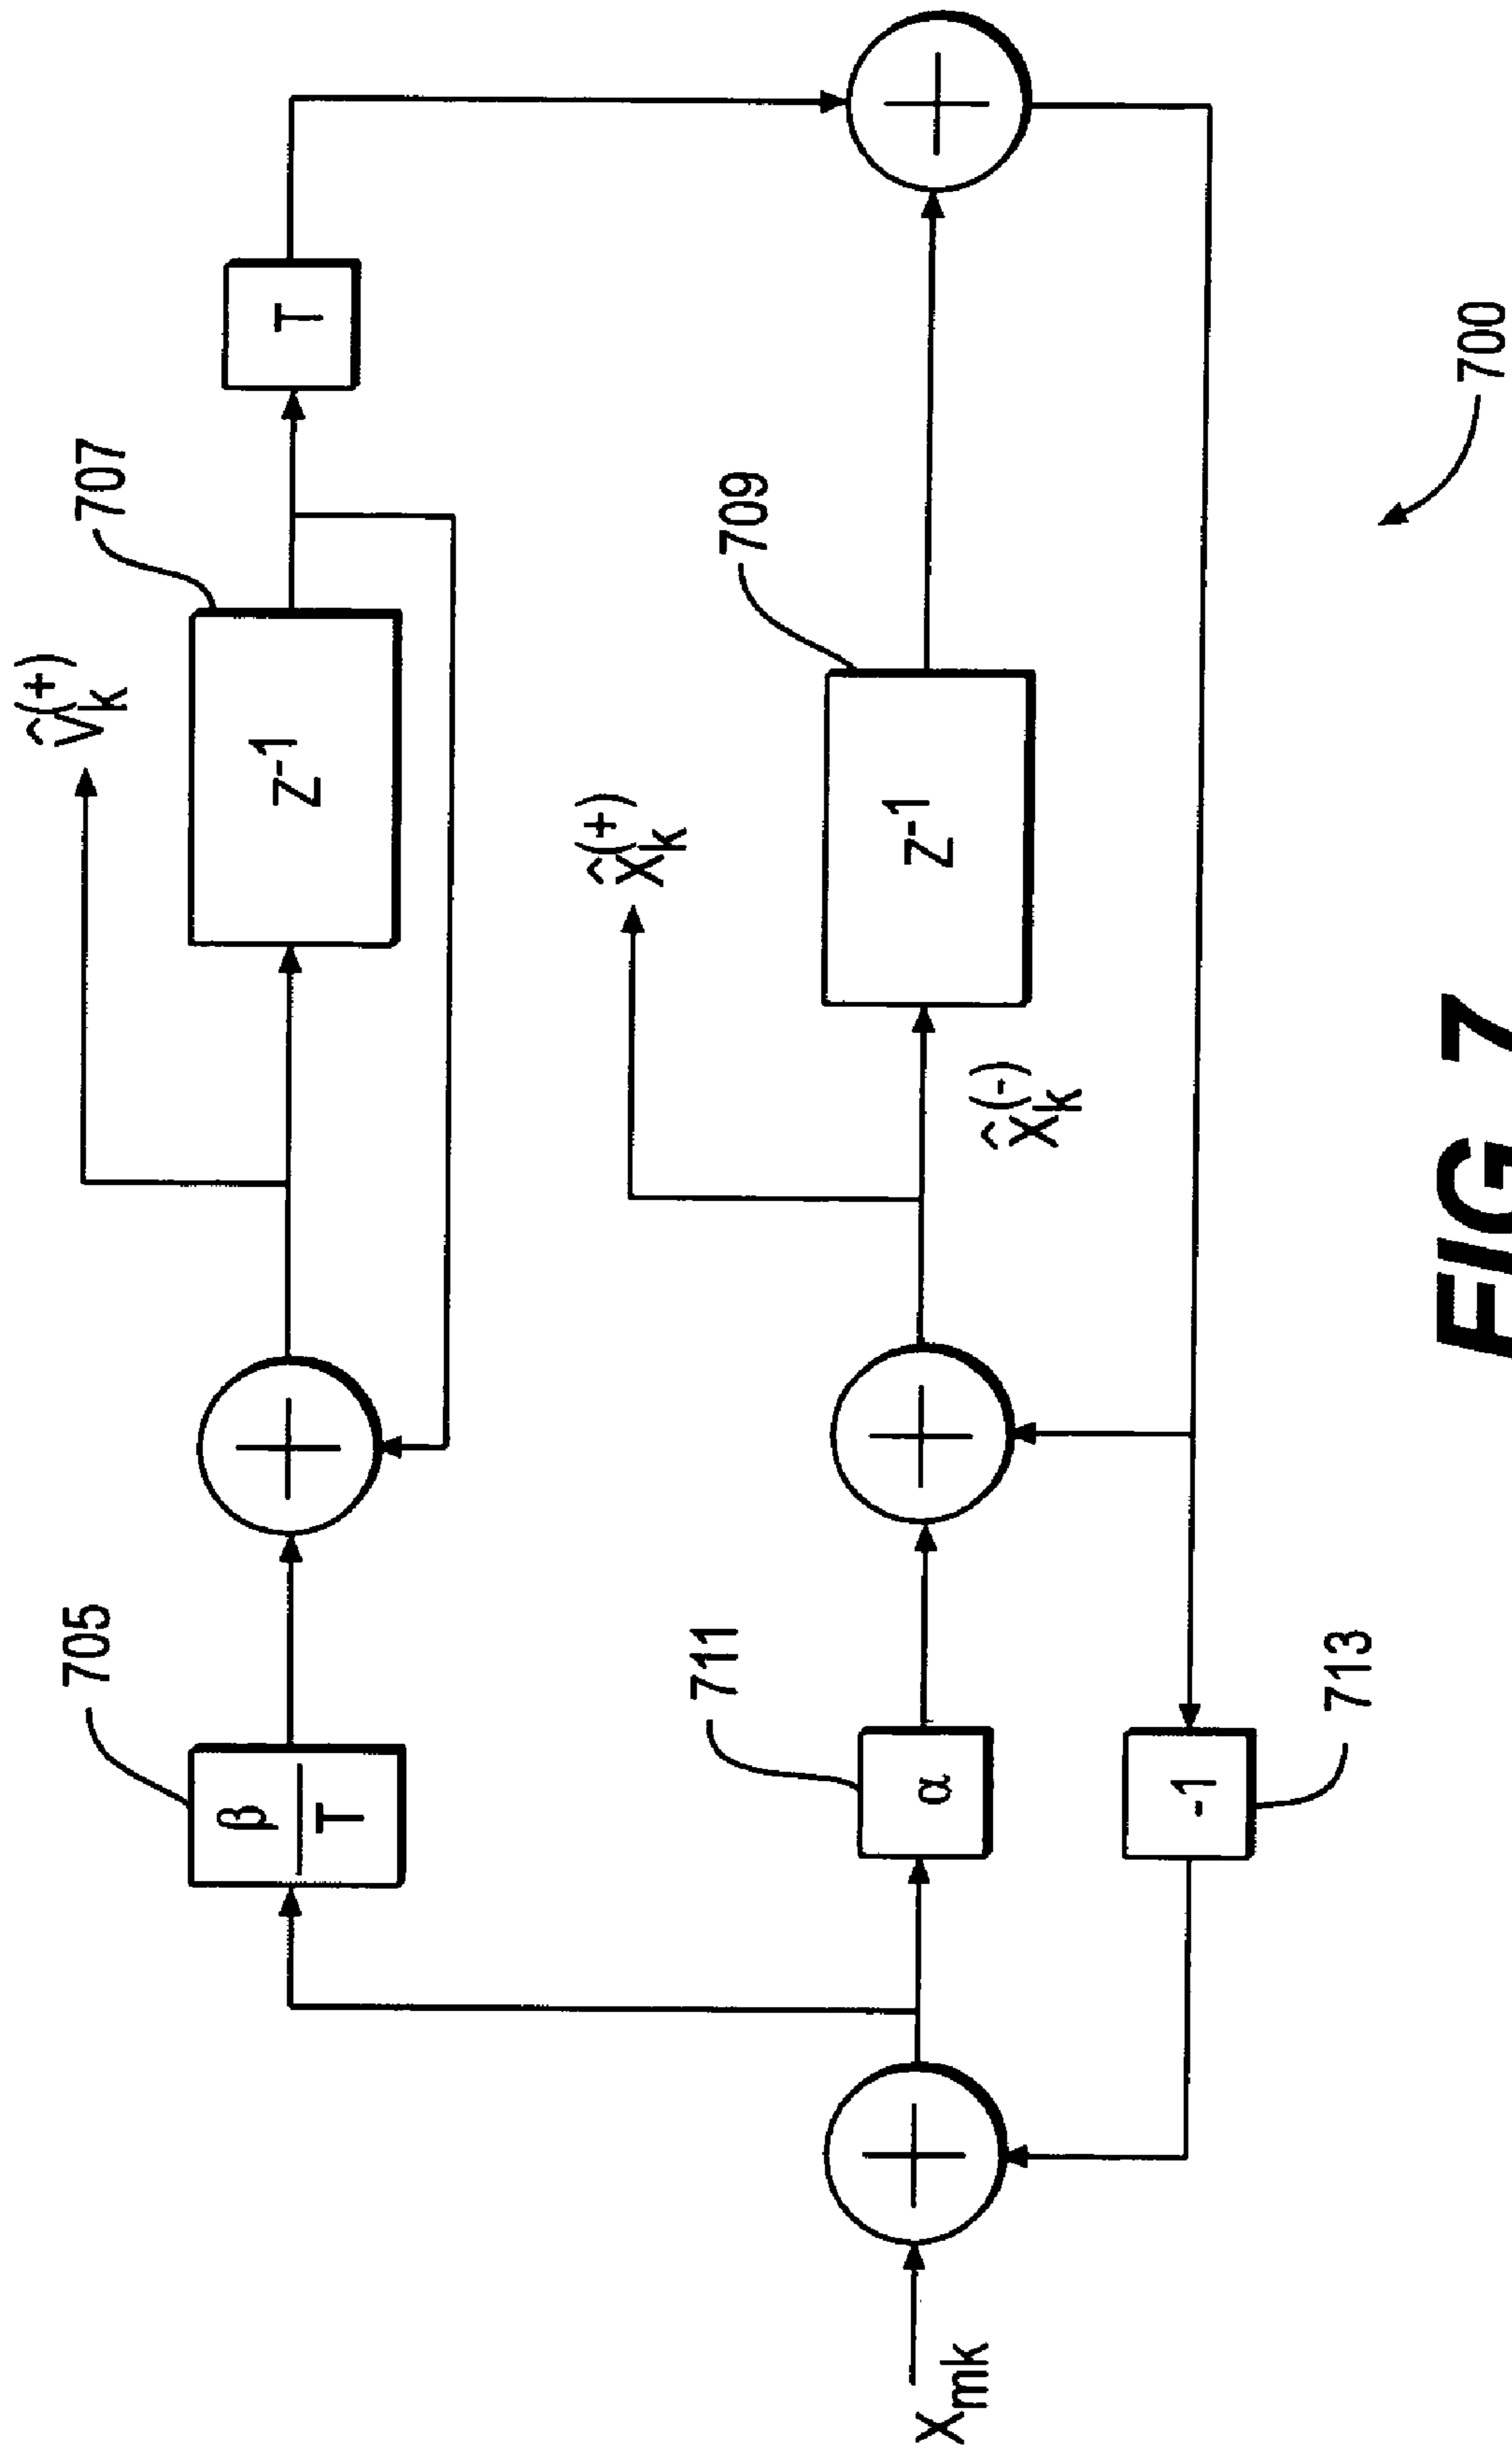 V̂k(+)
707
705
β/T
+
z-1
T
x̂k(+)
709
711
Xmk
+
α
+
x̂k(-)
z-1
+
713
-1
700
FIG 7